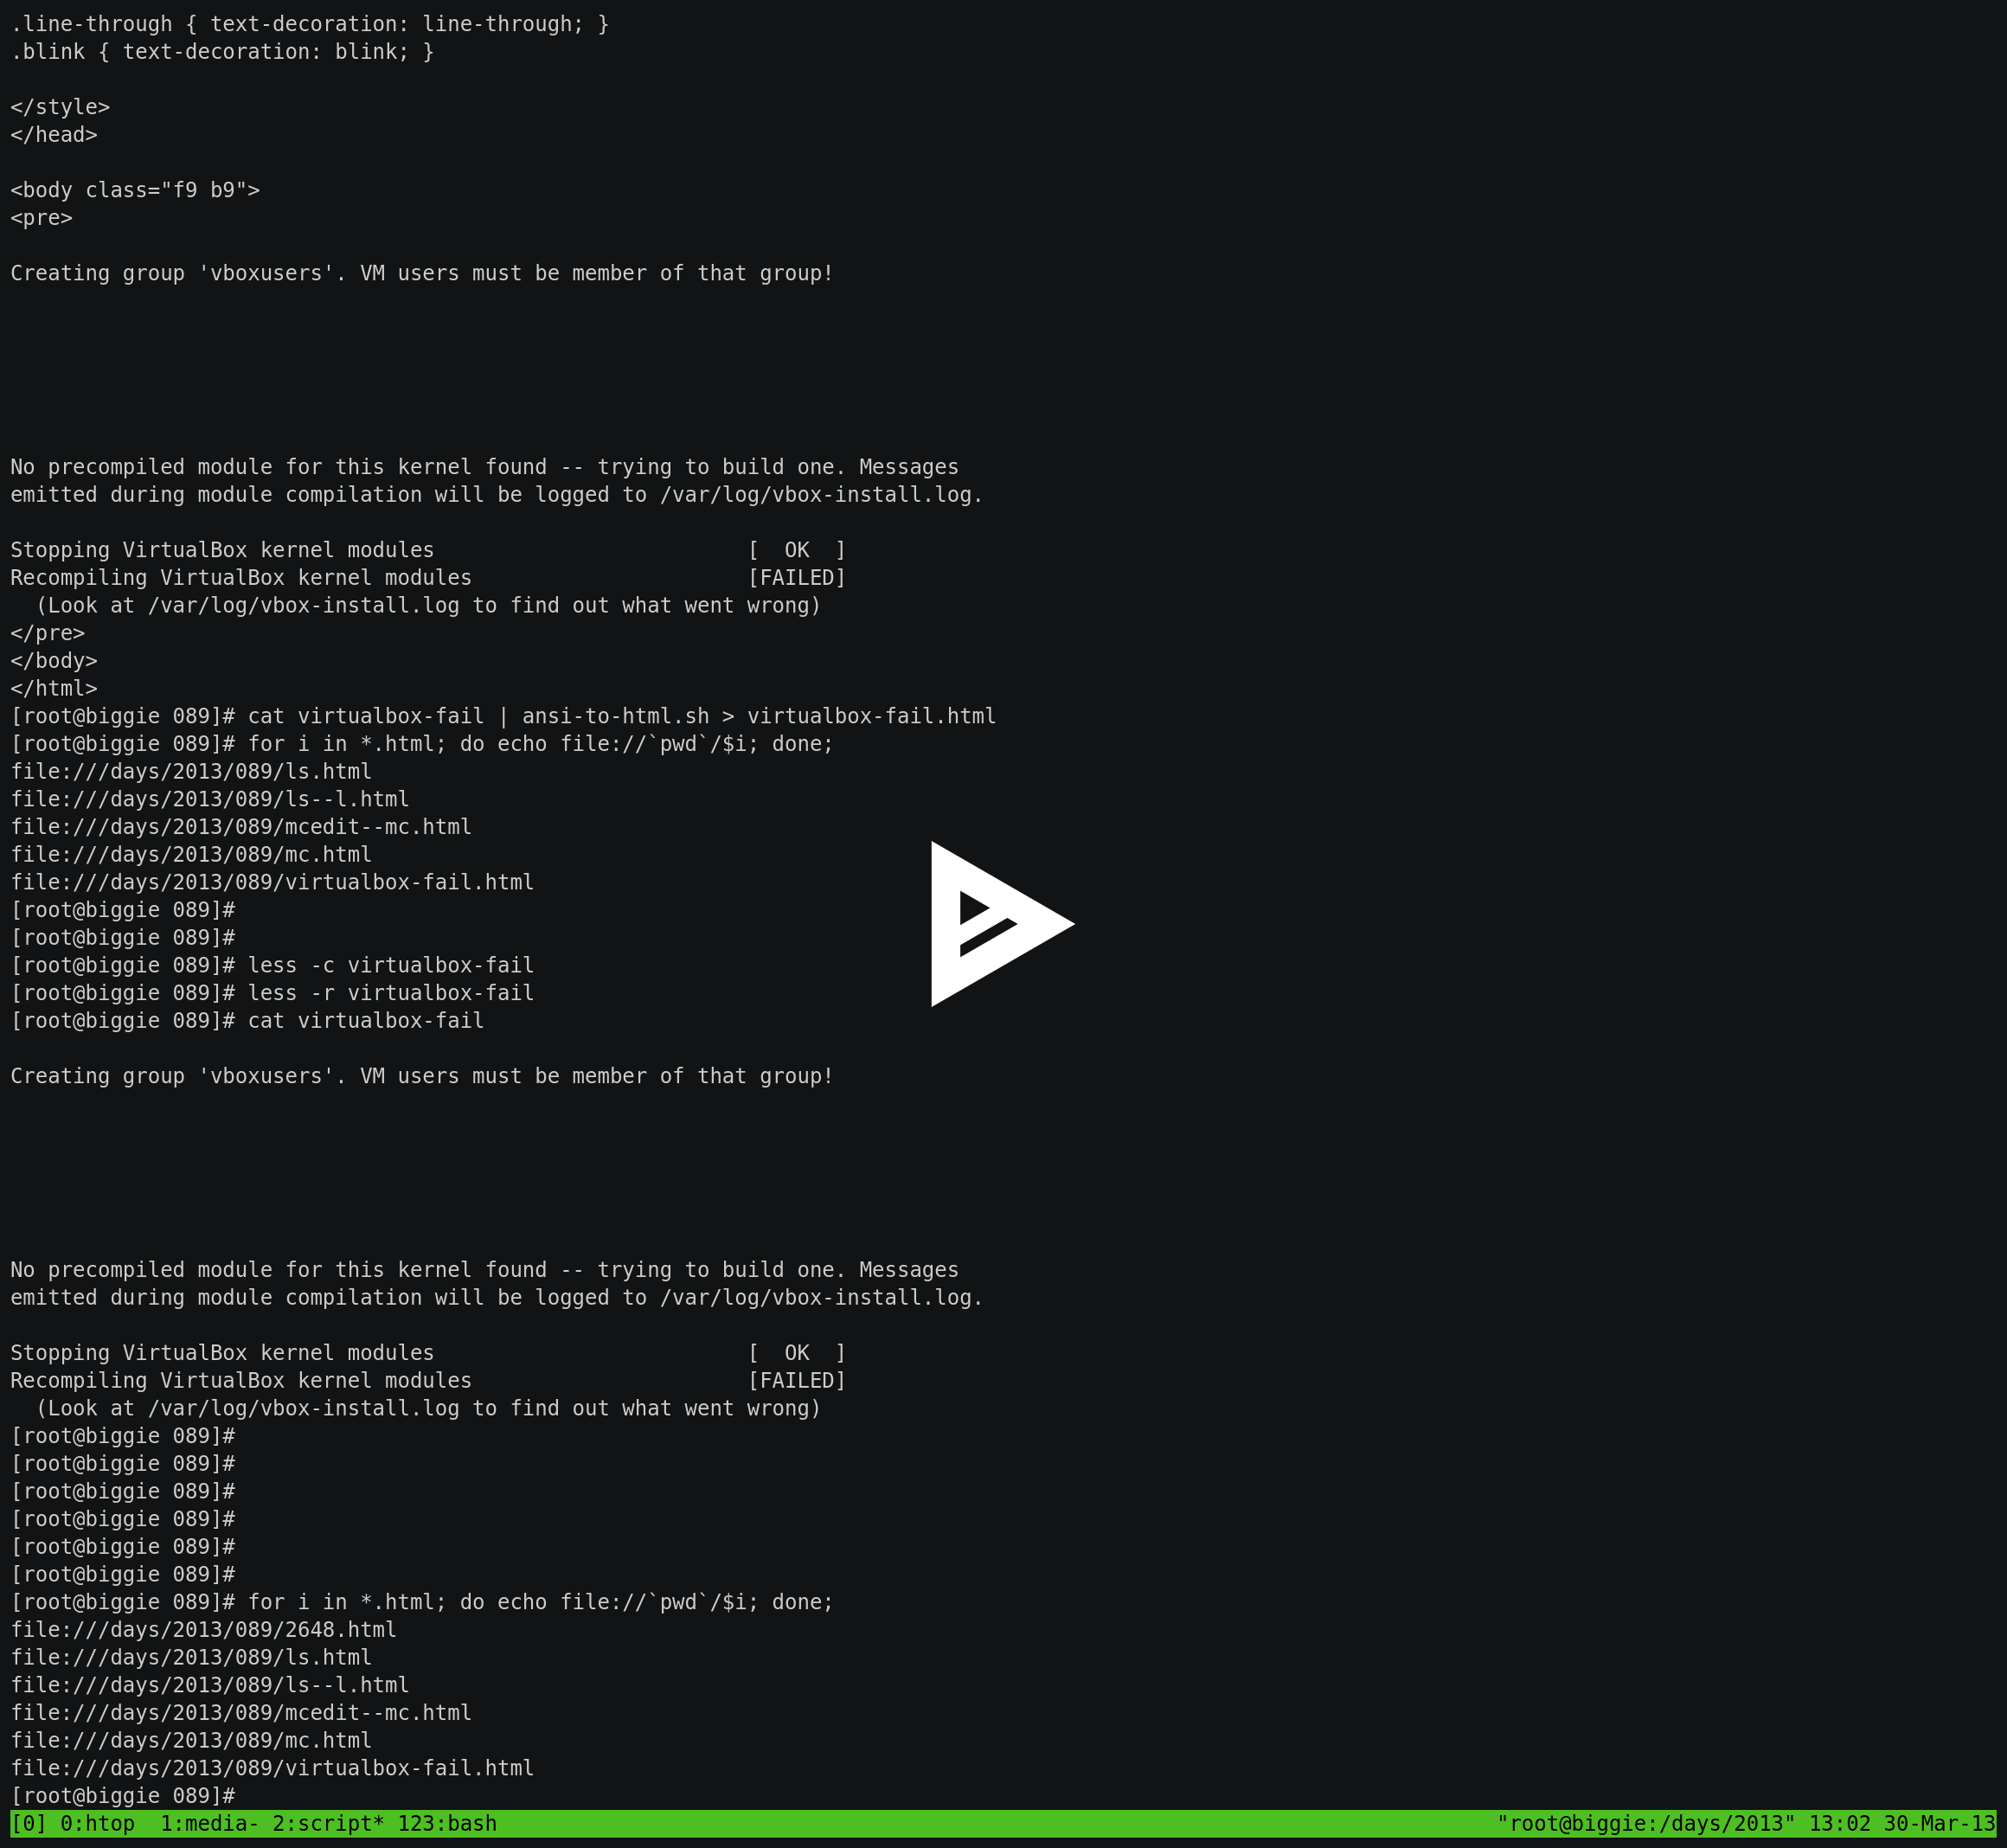 .line-through { text-decoration: line-through; }
.blink { text-decoration: blink; }
</style>
</head>
<body class="f9 b9">
<pre>
Creating group 'vboxusers'. VM users must be member of that group!
No precompiled module for this kernel found -- trying to build one. Messages
emitted during module compilation will be logged to /var/log/vbox-install.log.
Stopping VirtualBox kernel modules                         [  OK  ]
Recompiling VirtualBox kernel modules                      [FAILED]
  (Look at /var/log/vbox-install.log to find out what went wrong)
</pre>
</body>
</html>
[root@biggie 089]# cat virtualbox-fail | ansi-to-html.sh > virtualbox-fail.html
[root@biggie 089]# for i in *.html; do echo file://`pwd`/$i; done;
file:///days/2013/089/ls.html
file:///days/2013/089/ls--l.html
file:///days/2013/089/mcedit--mc.html
file:///days/2013/089/mc.html
file:///days/2013/089/virtualbox-fail.html
[root@biggie 089]#
[root@biggie 089]#
[root@biggie 089]# less -c virtualbox-fail
[root@biggie 089]# less -r virtualbox-fail
[root@biggie 089]# cat virtualbox-fail
Creating group 'vboxusers'. VM users must be member of that group!
No precompiled module for this kernel found -- trying to build one. Messages
emitted during module compilation will be logged to /var/log/vbox-install.log.
Stopping VirtualBox kernel modules                         [  OK  ]
Recompiling VirtualBox kernel modules                      [FAILED]
  (Look at /var/log/vbox-install.log to find out what went wrong)
[root@biggie 089]#
[root@biggie 089]#
[root@biggie 089]#
[root@biggie 089]#
[root@biggie 089]#
[root@biggie 089]#
[root@biggie 089]# for i in *.html; do echo file://`pwd`/$i; done;
file:///days/2013/089/2648.html
file:///days/2013/089/ls.html
file:///days/2013/089/ls--l.html
file:///days/2013/089/mcedit--mc.html
file:///days/2013/089/mc.html
file:///days/2013/089/virtualbox-fail.html
[root@biggie 089]#
[0] 0:htop  1:media- 2:script* 123:bash "root@biggie:/days/2013" 13:02 30-Mar-13